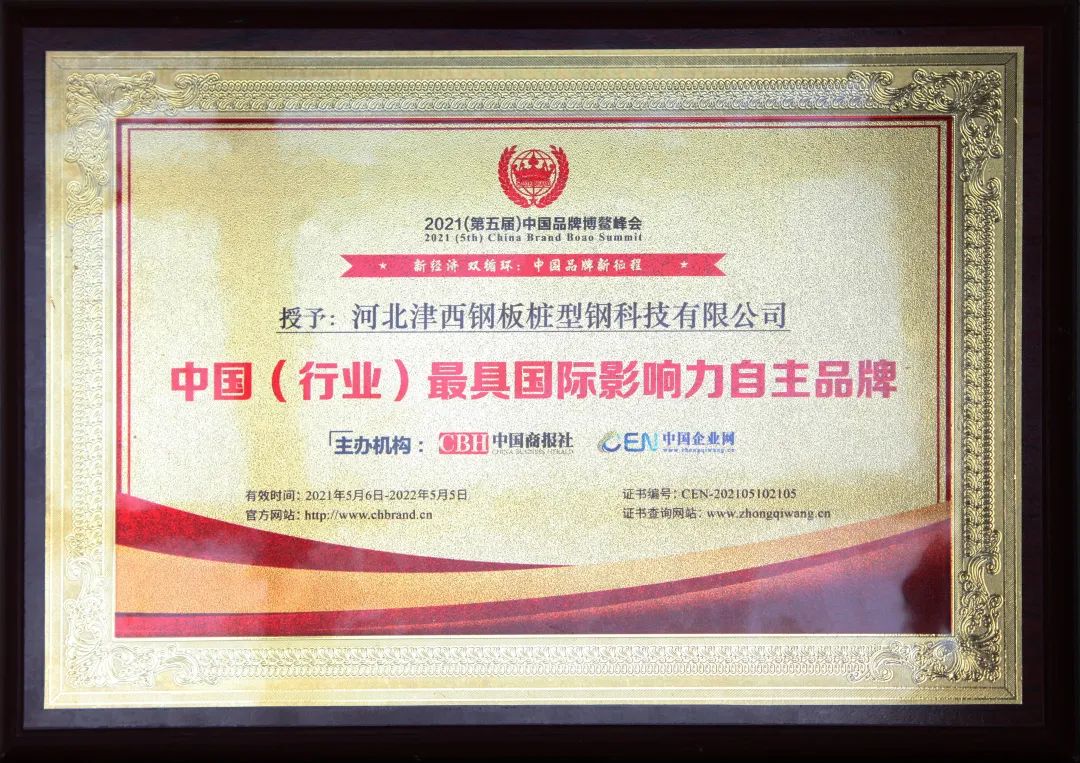 2021(第五届)中国品牌博鳌峰会
2021 (5th) China Brand Boao Summit
★ 新经济 双循环：中国品牌新征程 ★
授予：河北津西钢板桩型钢科技有限公司
中国（行业）最具国际影响力自主品牌
「主办机构： CBH 中国商报社 CHINA BUSINESS HERALD CEN 中国企业网 www.zhongqiwang.cn
有效时间：2021年5月6日-2022年5月5日
证书编号：CEN-202105102105
官方网站：http://www.chbrand.cn
证书查询网站：www.zhongqiwang.cn